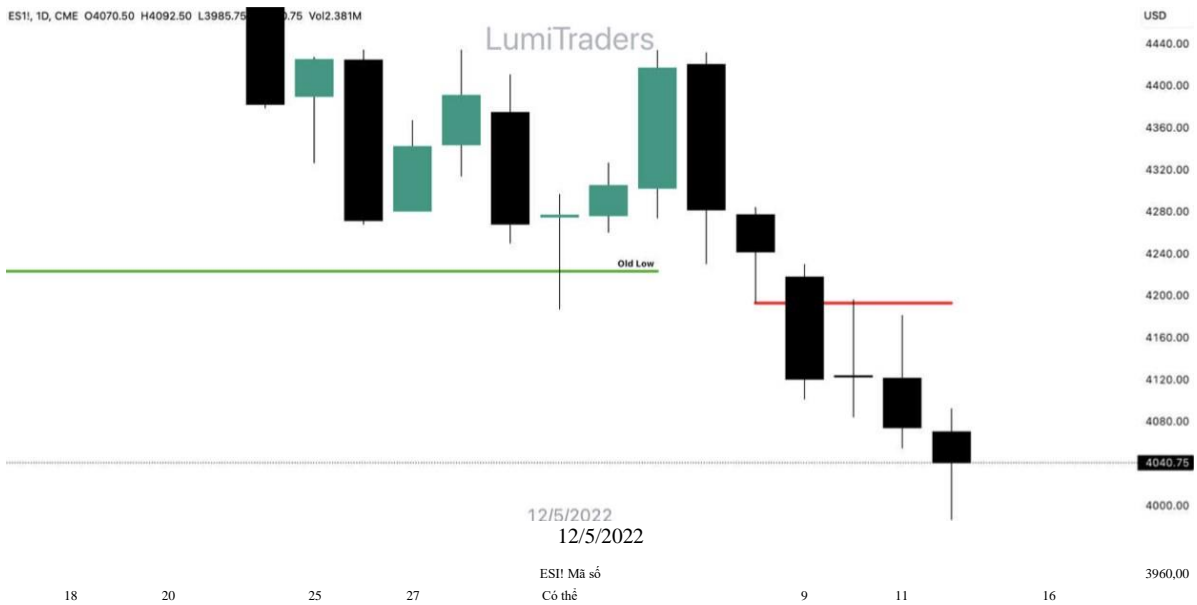 ES1!, 1D, CME O4070.50 H4092.50 L3985.75 0.75 Vol2.381M
USD
LumiTraders
4440.00
4400.00
4360.00
4320.00
4280.00
4240.00
Old Low
4200.00
4160.00
4120.00
4080.00
4040.75
4000.00
12/5/2022
12/5/2022
ESI! Mã số
3960,00
18 20 25 27 Có thể 9 11 16